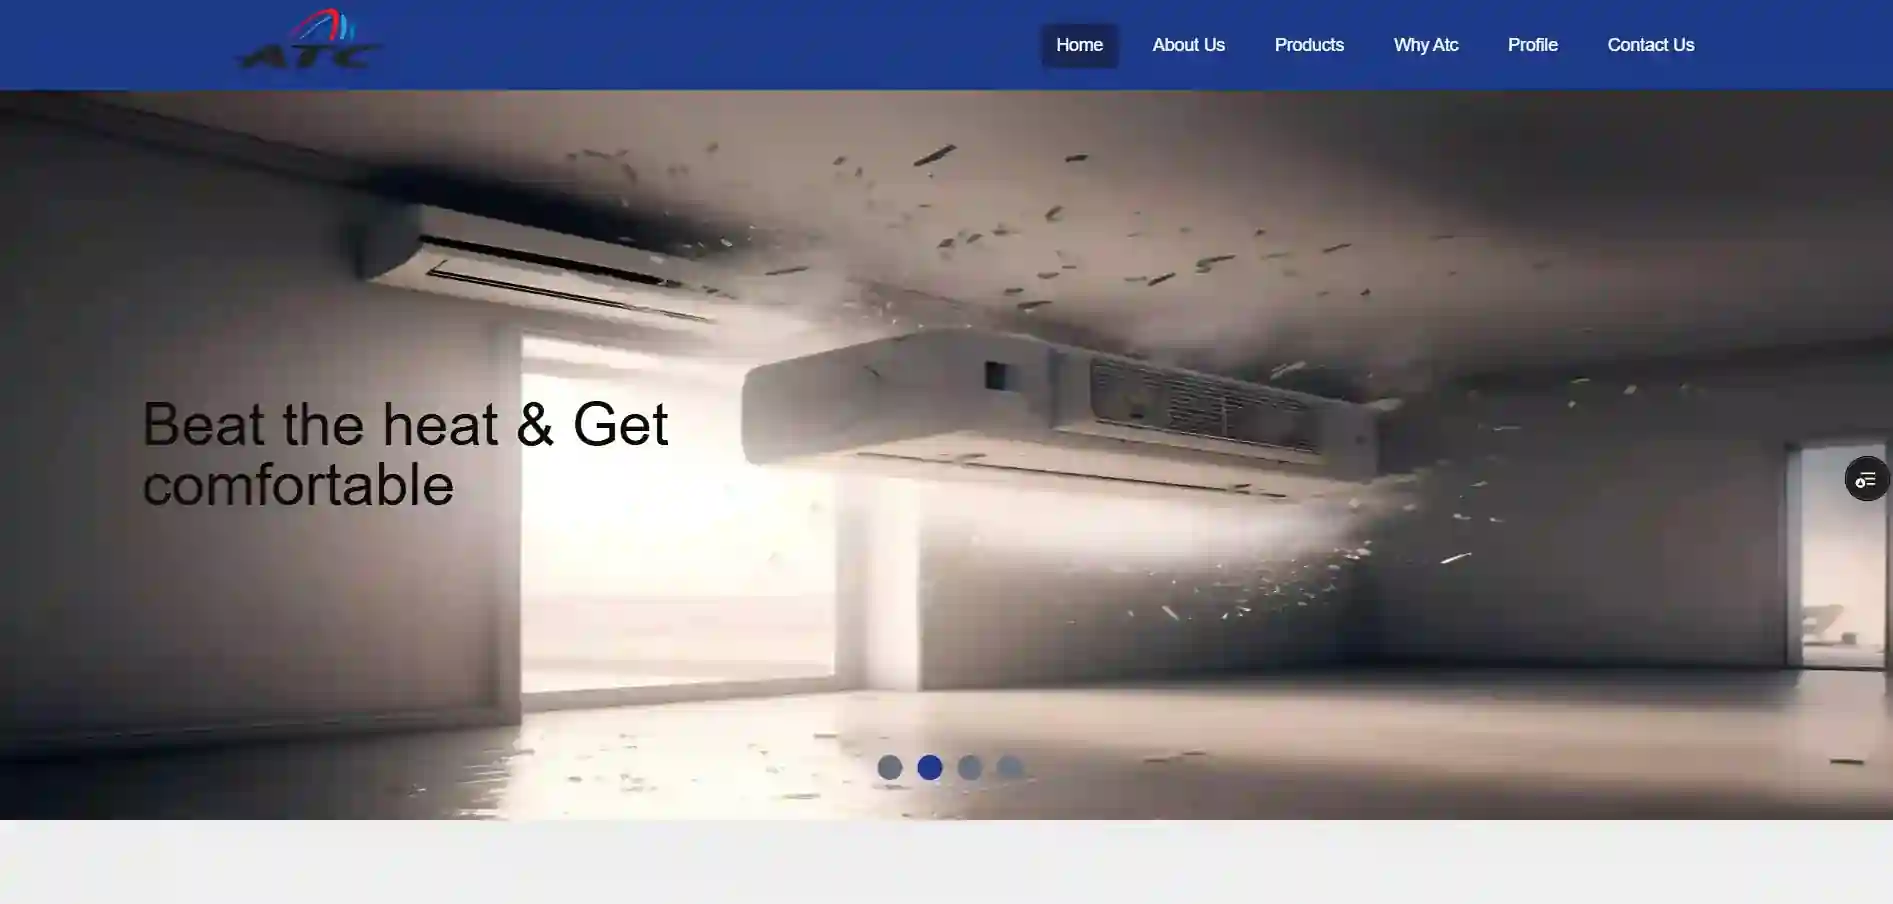 ATC
Home
About Us
Products
Why Atc
Profile
Contact Us
Beat the heat & Get
comfortable